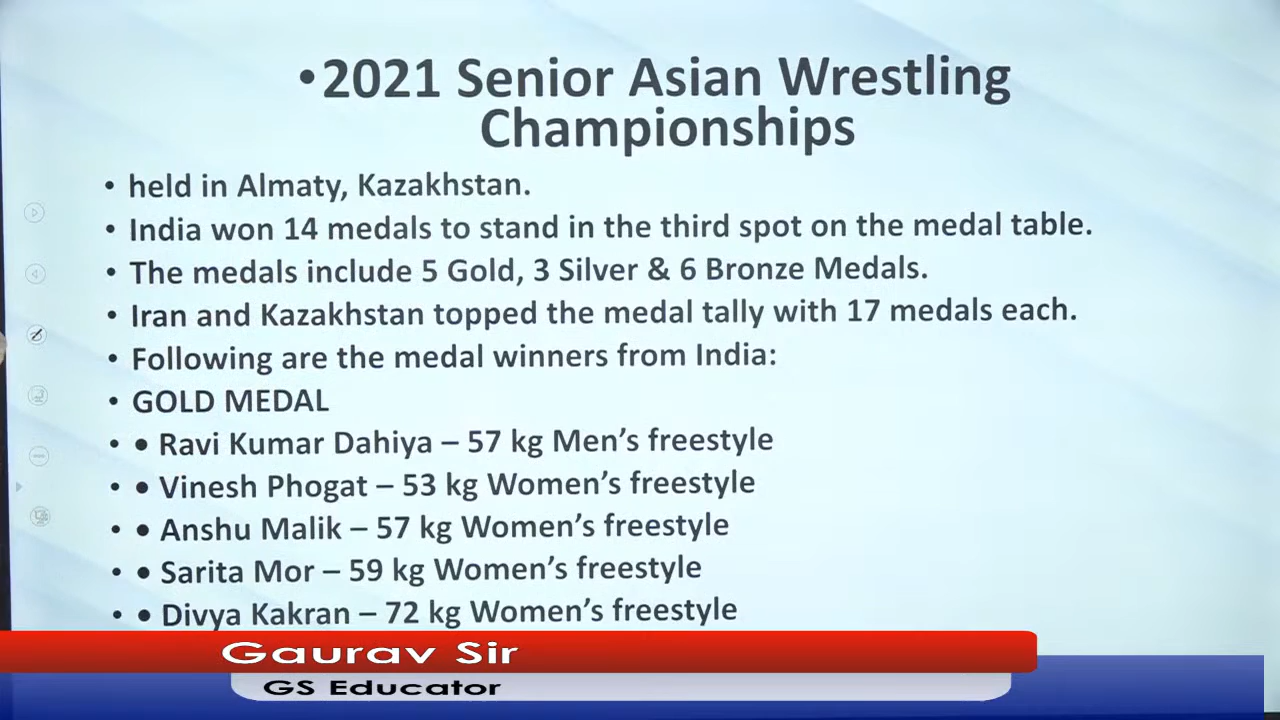 •2021 Senior Asian Wrestling
Championships
• held in Almaty, Kazakhstan.
• India won 14 medals to stand in the third spot on the medal table.
• The medals include 5 Gold, 3 Silver & 6 Bronze Medals.
• Iran and Kazakhstan topped the medal tally with 17 medals each.
• Following are the medal winners from India:
• GOLD MEDAL
• ● Ravi Kumar Dahiya – 57 kg Men’s freestyle
• ● Vinesh Phogat – 53 kg Women’s freestyle
• ● Anshu Malik – 57 kg Women’s freestyle
• ● Sarita Mor – 59 kg Women’s freestyle
• ● Divya Kakran – 72 kg Women’s freestyle
Gaurav Sir
GS Educator